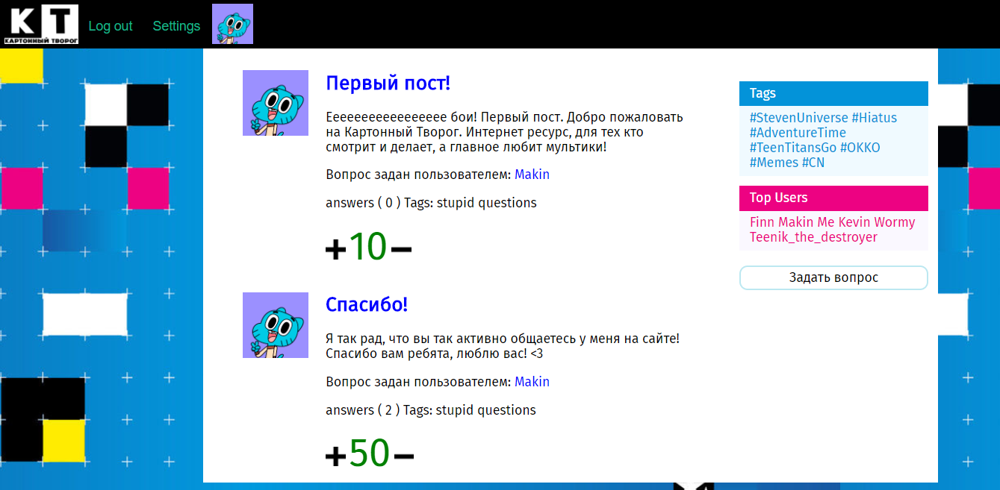 КТ
КАРТОННЫЙ ТВОРОГ
Log out Settings
Первый пост!
Еееееееееееееееее бои! Первый пост. Добро пожаловать
на Картонный Творог. Интернет ресурс, для тех кто
смотрит и делает, а главное любит мультики!
Вопрос задан пользователем: Makin
answers ( 0 ) Tags: stupid questions
+10−
Спасибо!
Я так рад, что вы так активно общаетесь у меня на сайте!
Спасибо вам ребята, люблю вас! <3
Вопрос задан пользователем: Makin
answers ( 2 ) Tags: stupid questions
+50−
Tags
#StevenUniverse #Hiatus
#AdventureTime
#TeenTitansGo #OKKO
#Memes #CN
Top Users
Finn Makin Me Kevin Wormy
Teenik_the_destroyer
Задать вопрос